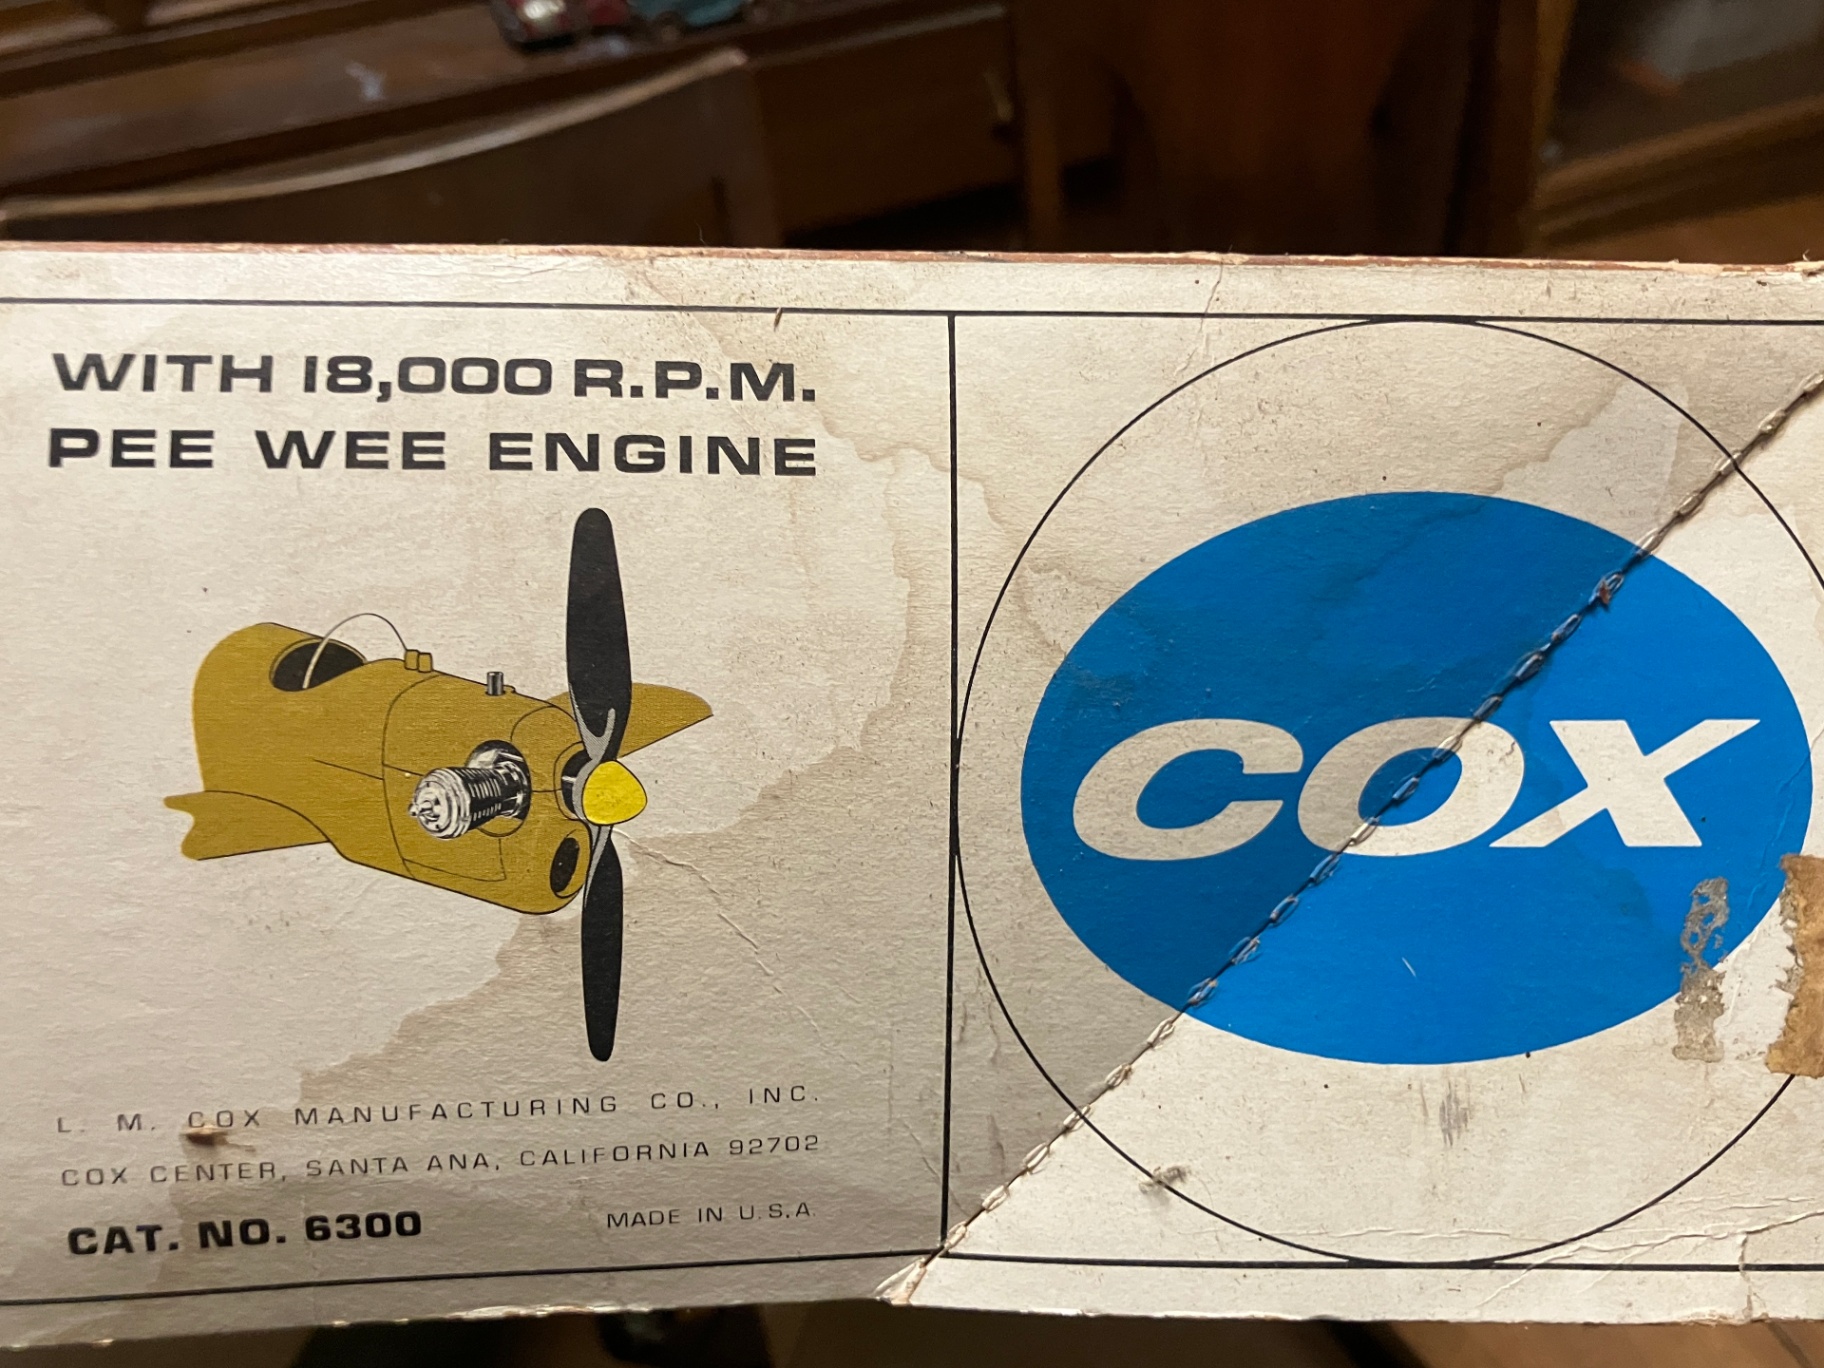 WITH 18,000 R.P.M.
PEE WEE ENGINE
L. M. COX MANUFACTURING CO., INC.
COX CENTER, SANTA ANA, CALIFORNIA 92702
CAT. NO. 6300
MADE IN U.S.A.
COX